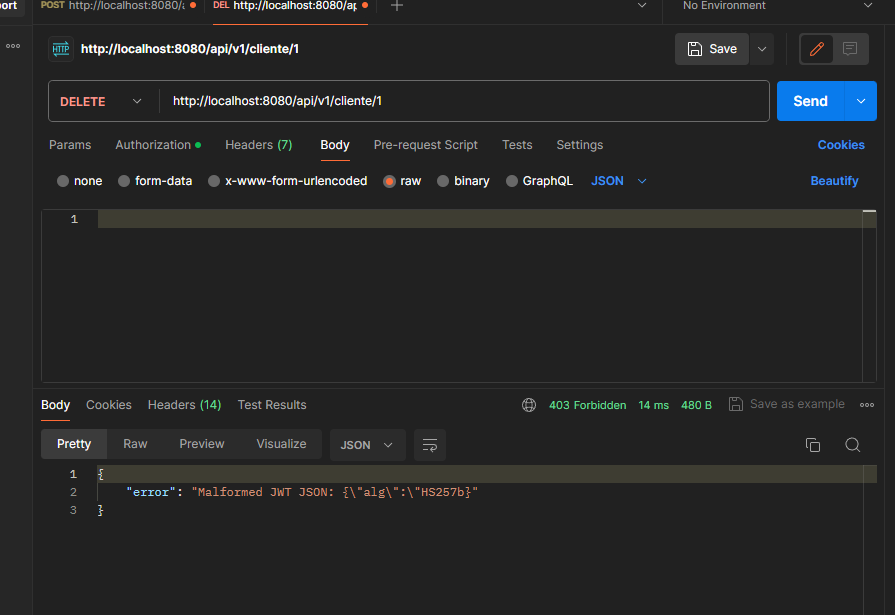 port POST http://localhost:8080/a DEL http://localhost:8080/ap No Environment
HTTP http://localhost:8080/api/v1/cliente/1 Save
DELETE http://localhost:8080/api/v1/cliente/1 Send
Params Authorization Headers (7) Body Pre-request Script Tests Settings Cookies
none form-data x-www-form-urlencoded raw binary GraphQL JSON Beautify
1
Body Cookies Headers (14) Test Results 403 Forbidden 14 ms 480 B Save as example
Pretty Raw Preview Visualize JSON
1 {
2 "error": "Malformed JWT JSON: {\"alg\":\"HS257b}"
3 }